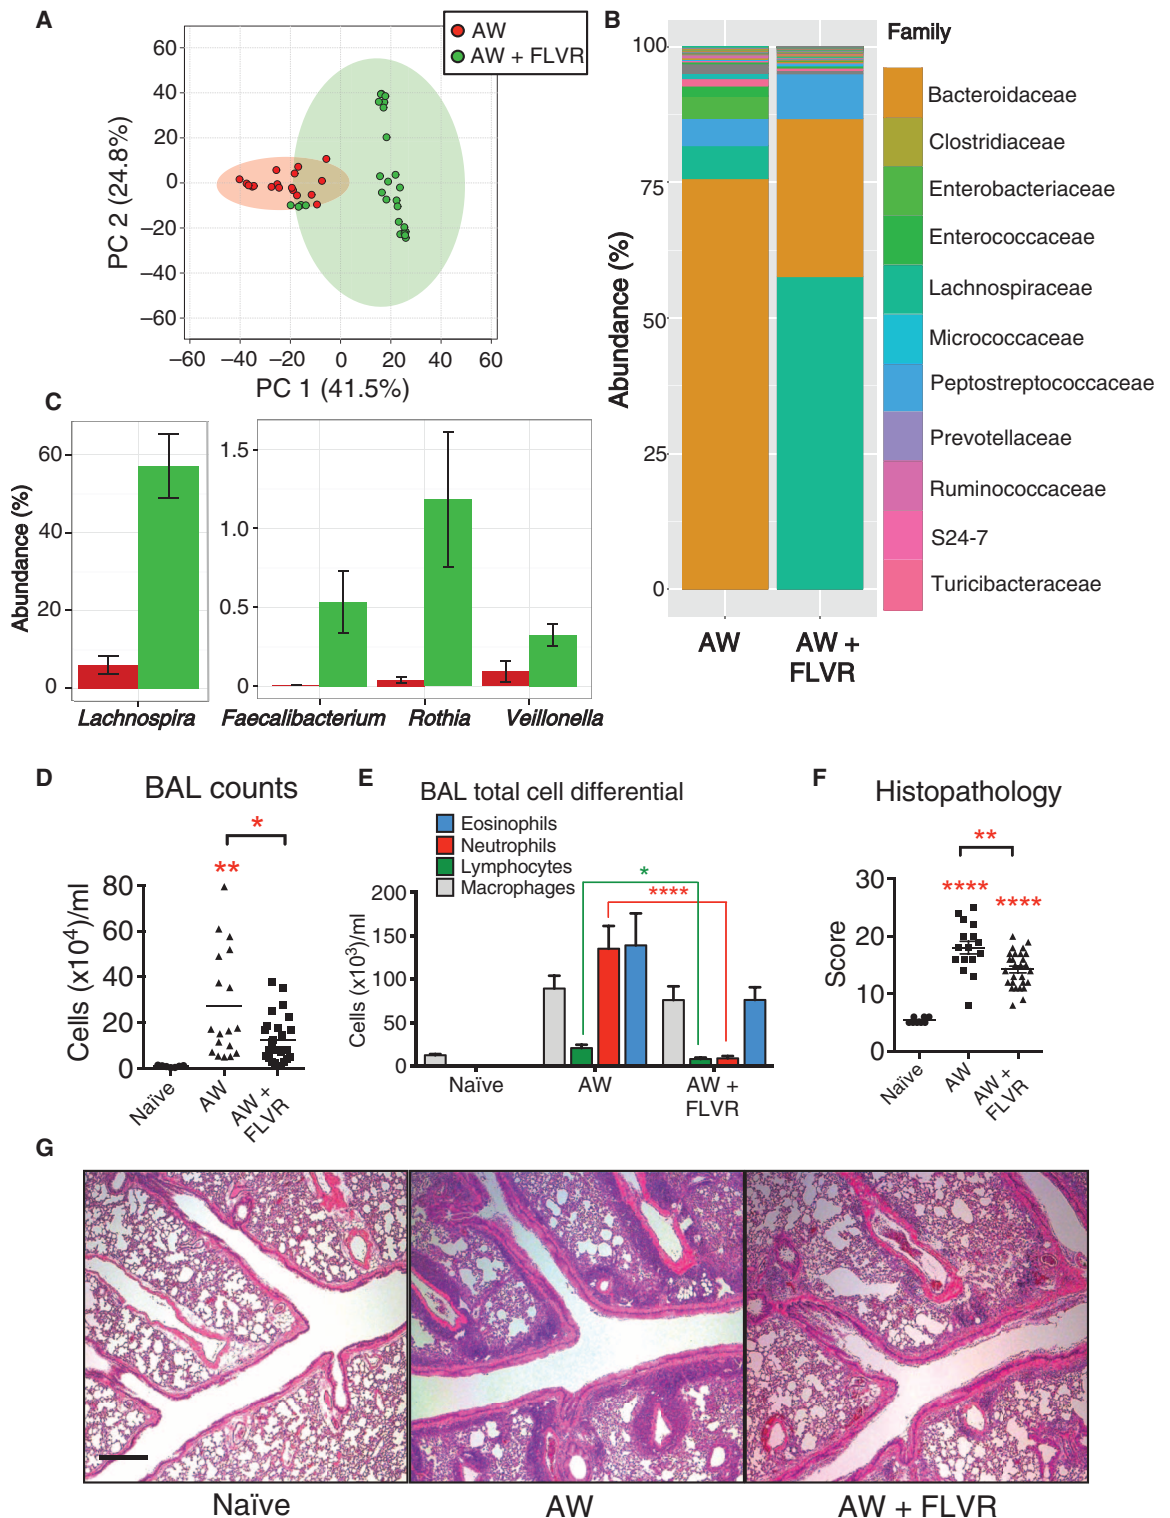 A
AW
AW + FLVR
60
40
20
0
−20
−40
−60
PC 2 (24.8%)
−60
−40
−20
0
20
40
60
PC 1 (41.5%)
B
Family
100
75
50
25
0
Abundance (%)
AW
AW +
FLVR
Bacteroidaceae
Clostridiaceae
Enterobacteriaceae
Enterococcaceae
Lachnospiraceae
Micrococcaceae
Peptostreptococcaceae
Prevotellaceae
Ruminococcaceae
S24-7
Turicibacteraceae
C
Abundance (%)
60
40
20
0
1.5
1.0
0.5
0
Lachnospira
Faecalibacterium
Rothia
Veillonella
D
BAL counts
*
**
80
60
40
20
0
Cells (x10⁴)/ml
Naïve
AW
AW +
FLVR
E
BAL total cell differential
Eosinophils
Neutrophils
Lymphocytes
Macrophages
*
****
200
150
100
50
0
Cells (x10³)/ml
Naïve
AW
AW +
FLVR
F
Histopathology
**
****
****
30
20
10
0
Score
Naïve
AW
AW +
FLVR
G
Naïve
AW
AW + FLVR